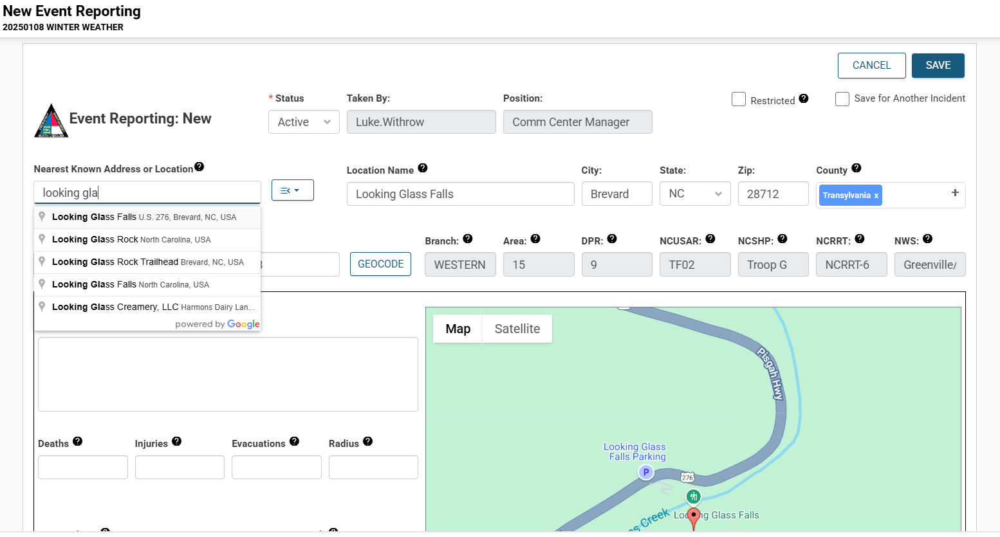 New Event Reporting
20250108 WINTER WEATHER
CANCEL
SAVE
* Status
Taken By:
Position:
Restricted
Save for Another Incident
Event Reporting: New
Active
Luke.Withrow
Comm Center Manager
Nearest Known Address or Location
Location Name
City:
State:
Zip:
County
looking gla
Looking Glass Falls
Brevard
NC
28712
Transylvania x
+
Looking Glass Falls U.S. 276, Brevard, NC, USA
Looking Glass Rock North Carolina, USA
Looking Glass Rock Trailhead Brevard, NC, USA
Looking Glass Falls North Carolina, USA
Looking Glass Creamery, LLC Harmons Dairy Lan...
powered by Google
GEOCODE
Branch:
Area:
DPR:
NCUSAR:
NCSHP:
NCRRT:
NWS:
WESTERN
15
9
TF02
Troop G
NCRRT-6
Greenville/
Map
Satellite
Pisgah Hwy
Looking Glass
Falls Parking
P
276
Creek
Looking Glass Falls
Deaths
Injuries
Evacuations
Radius